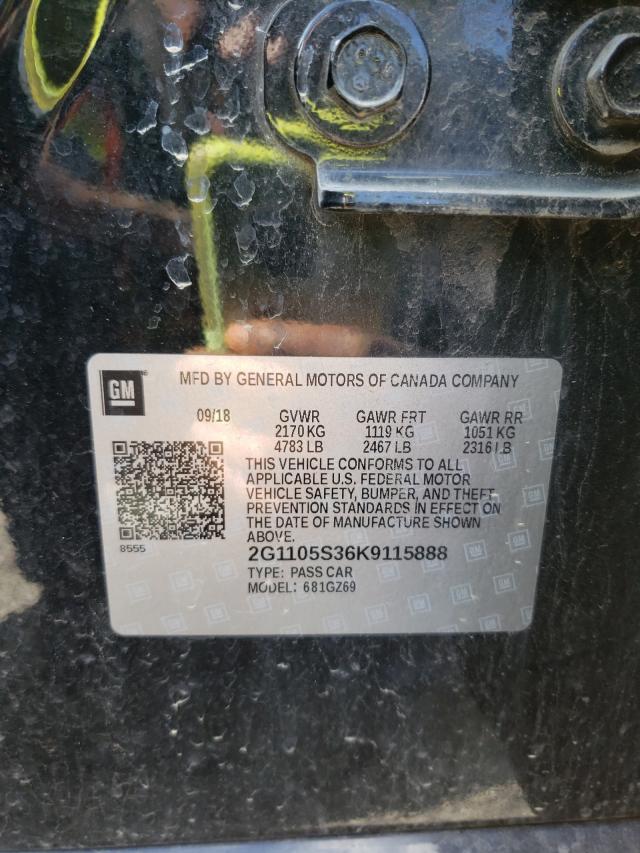 GM
MFD BY GENERAL MOTORS OF CANADA COMPANY
09/18 GVWR GAWR FRT GAWR RR
2170 KG 1119 KG 1051 KG
4783 LB 2467 LB 2316 LB
THIS VEHICLE CONFORMS TO ALL
APPLICABLE U.S. FEDERAL MOTOR
VEHICLE SAFETY, BUMPER, AND THEFT
PREVENTION STANDARDS IN EFFECT ON
THE DATE OF MANUFACTURE SHOWN
ABOVE.
8555
2G1105S36K9115888
TYPE: PASS CAR
MODEL: 681GZ69